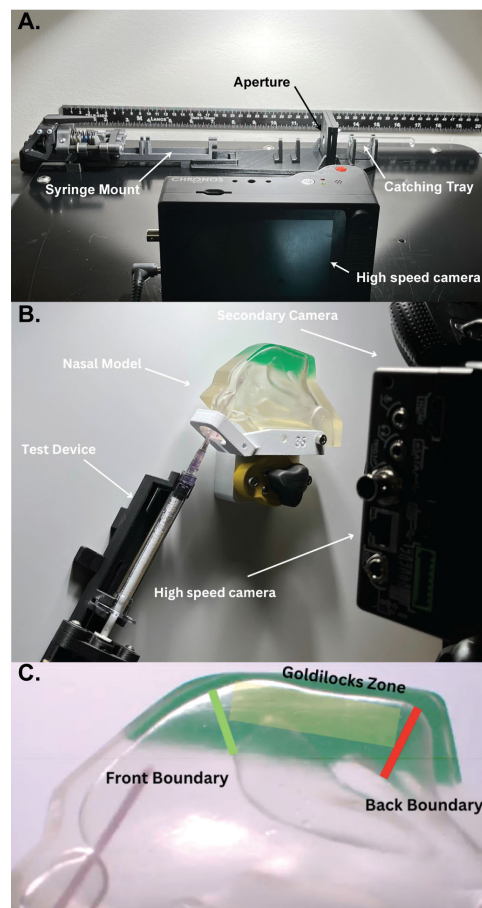 A.
Aperture
Syringe Mount
Catching Tray
CHRONOS
High speed camera
B.
Secondary Camera
Nasal Model
Test Device
High speed camera
C.
Goldilocks Zone
Front Boundary
Back Boundary